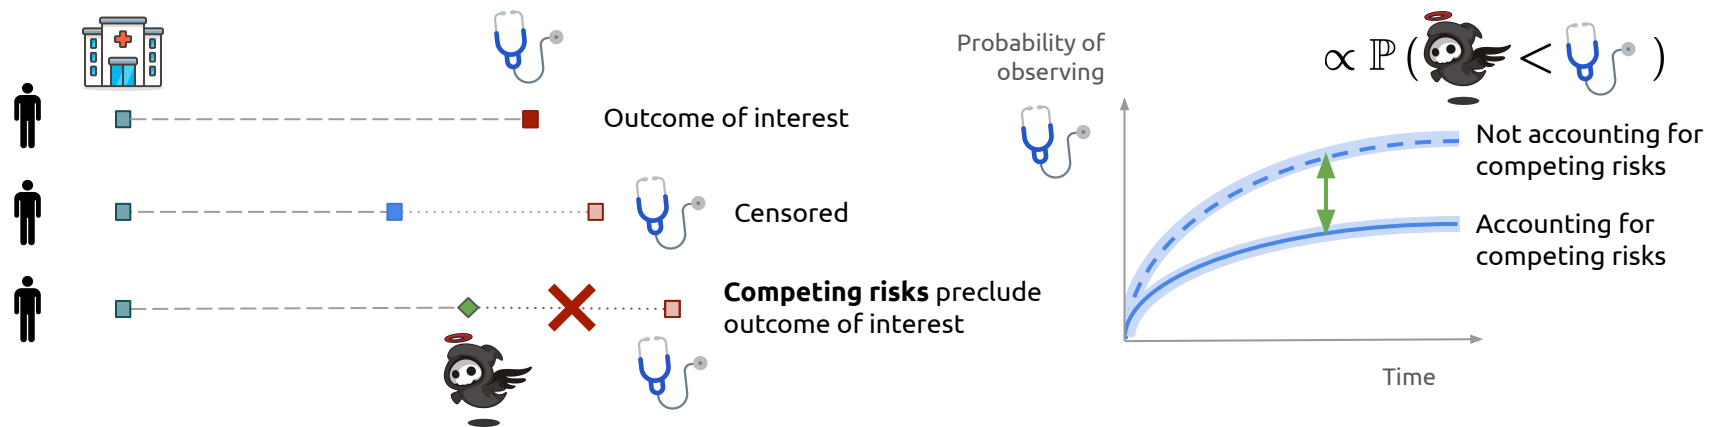 Outcome of interest
Censored
Competing risks preclude
outcome of interest
Probability of
observing
∝ ℙ ( < )
Not accounting for
competing risks
Accounting for
competing risks
Time